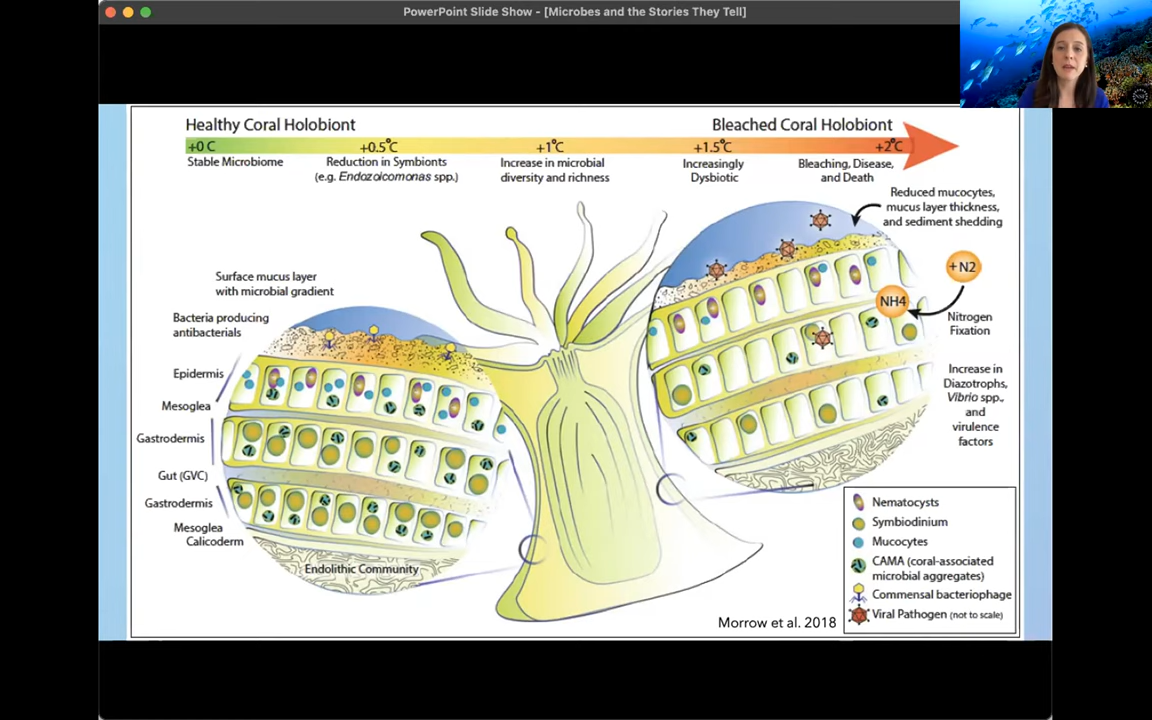 PowerPoint Slide Show - [Microbes and the Stories They Tell]
Healthy Coral Holobiont
Bleached Coral Holobiont
+0 C
+0.5°C
+1°C
+1.5°C
+2°C
Stable Microbiome
Reduction in Symbionts
(e.g. Endozoicomonas spp.)
Increase in microbial
diversity and richness
Increasingly
Dysbiotic
Bleaching, Disease,
and Death
Reduced mucocytes,
mucus layer thickness,
and sediment shedding
Surface mucus layer
with microbial gradient
Bacteria producing
antibacterials
Epidermis
Mesoglea
Gastrodermis
Gut (GVC)
Gastrodermis
Mesoglea
Calicoderm
Endolithic Community
+N2
NH4
Nitrogen
Fixation
Increase in
Diazotrophs,
Vibrio spp.,
and
virulence
factors
Nematocysts
Symbiodinium
Mucocytes
CAMA (coral-associated
microbial aggregates)
Commensal bacteriophage
Viral Pathogen (not to scale)
Morrow et al. 2018